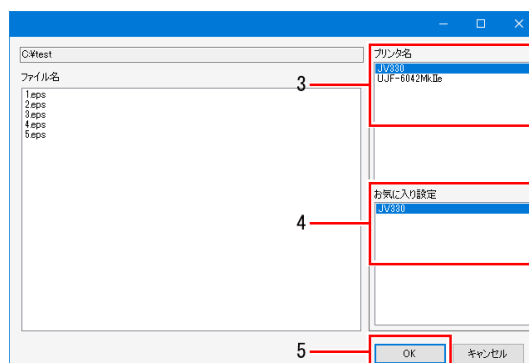 C:¥test
ファイル名
1.eps
2.eps
3.eps
4.eps
5.eps
プリンタ名
JV330
UJF-6042MkⅡe
3
お気に入り設定
JV330
4
5
OK
キャンセル